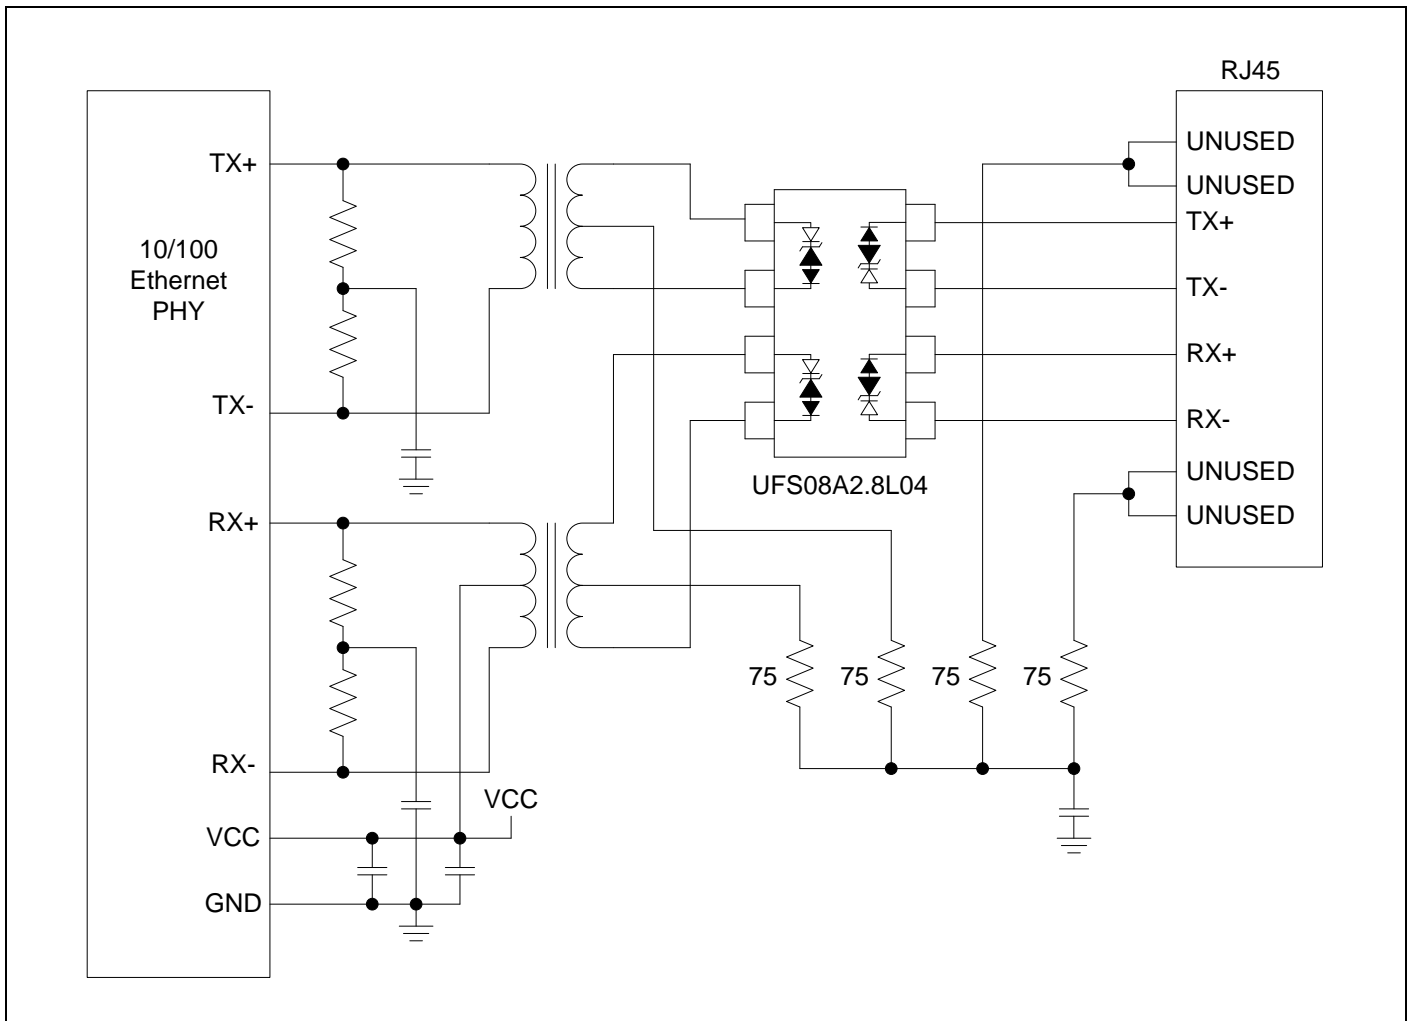 RJ45
UNUSED
UNUSED
TX+
TX-
RX+
RX-
UNUSED
UNUSED
TX+
10/100
Ethernet
PHY
TX-
RX+
RX-
VCC
GND
VCC
UFS08A2.8L04
75
75
75
75